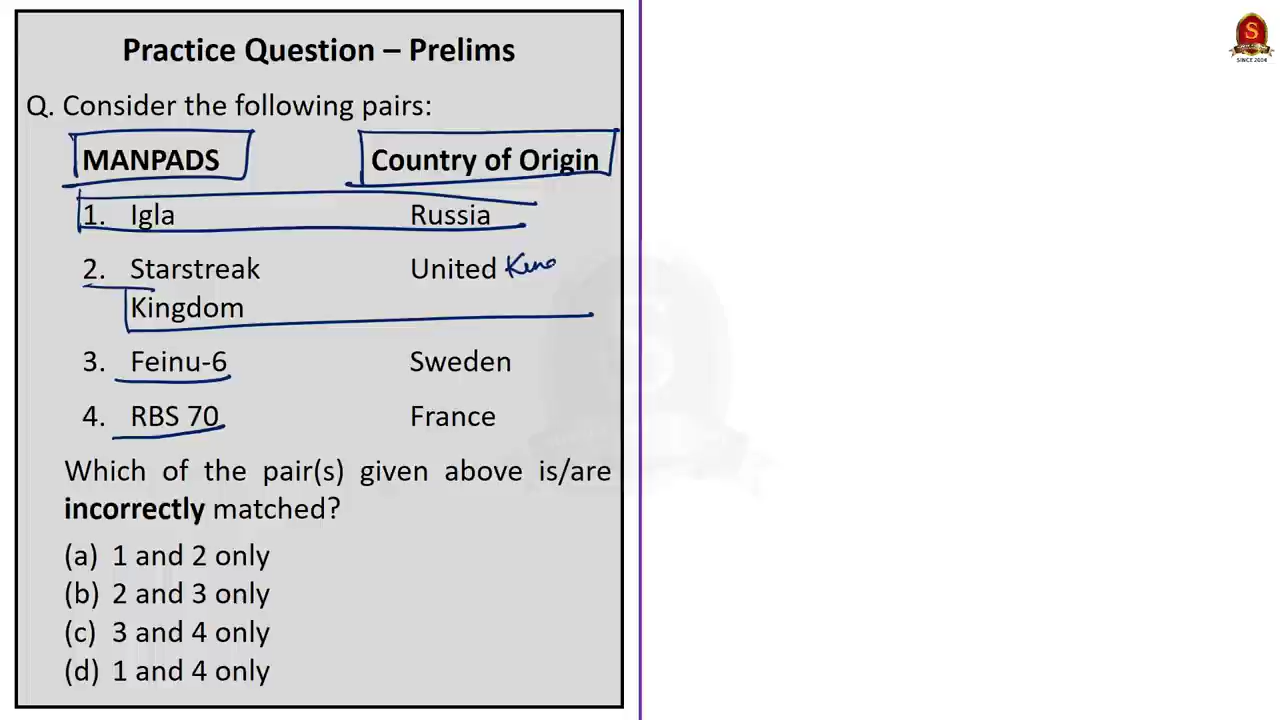 Practice Question – Prelims
Q. Consider the following pairs:
MANPADS Country of Origin
1. Igla Russia
2. Starstreak United
Kingdom
3. Feinu-6 Sweden
4. RBS 70 France
Which of the pair(s) given above is/are
incorrectly matched?
(a) 1 and 2 only
(b) 2 and 3 only
(c) 3 and 4 only
(d) 1 and 4 only
S
SINCE 2004